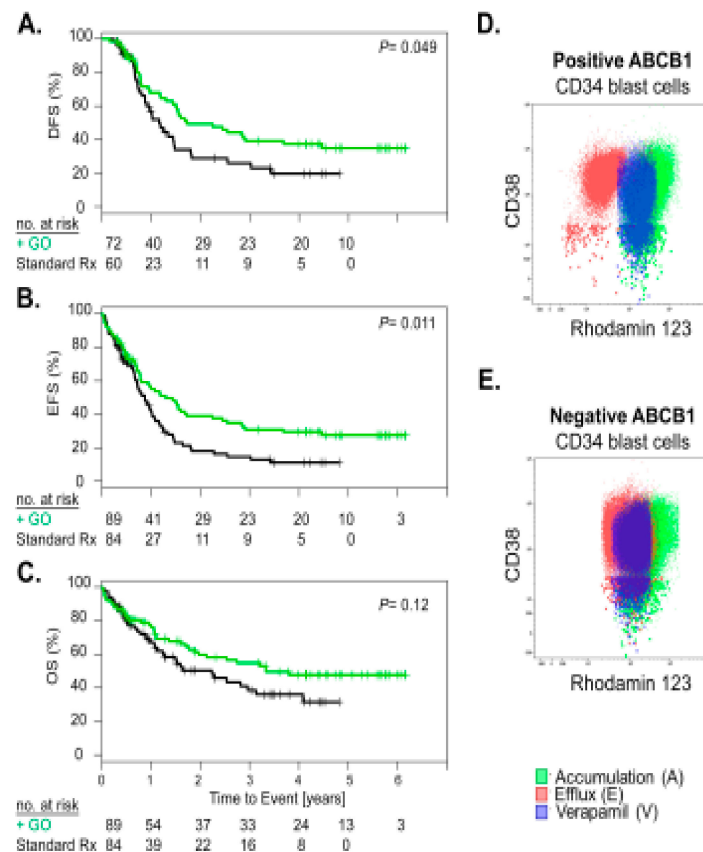 A.
P= 0.049
DFS (%)
100
80
60
40
20
0
no. at risk
+ GO 72 40 29 23 20 10
Standard Rx 60 23 11 9 5 0
B.
P= 0.011
EFS (%)
100
80
60
40
20
0
no. at risk
+ GO 89 41 29 23 20 10 3
Standard Rx 84 27 11 9 5 0
C.
P= 0.12
OS (%)
100
80
60
40
20
0
0 1 2 3 4 5 6
Time to Event [years]
no. at risk
+ GO 89 54 37 33 24 13 3
Standard Rx 84 39 22 16 8 0
D.
Positive ABCB1
CD34 blast cells
CD38
Rhodamin 123
E.
Negative ABCB1
CD34 blast cells
CD38
Rhodamin 123
Accumulation (A)
Efflux (E)
Verapamil (V)